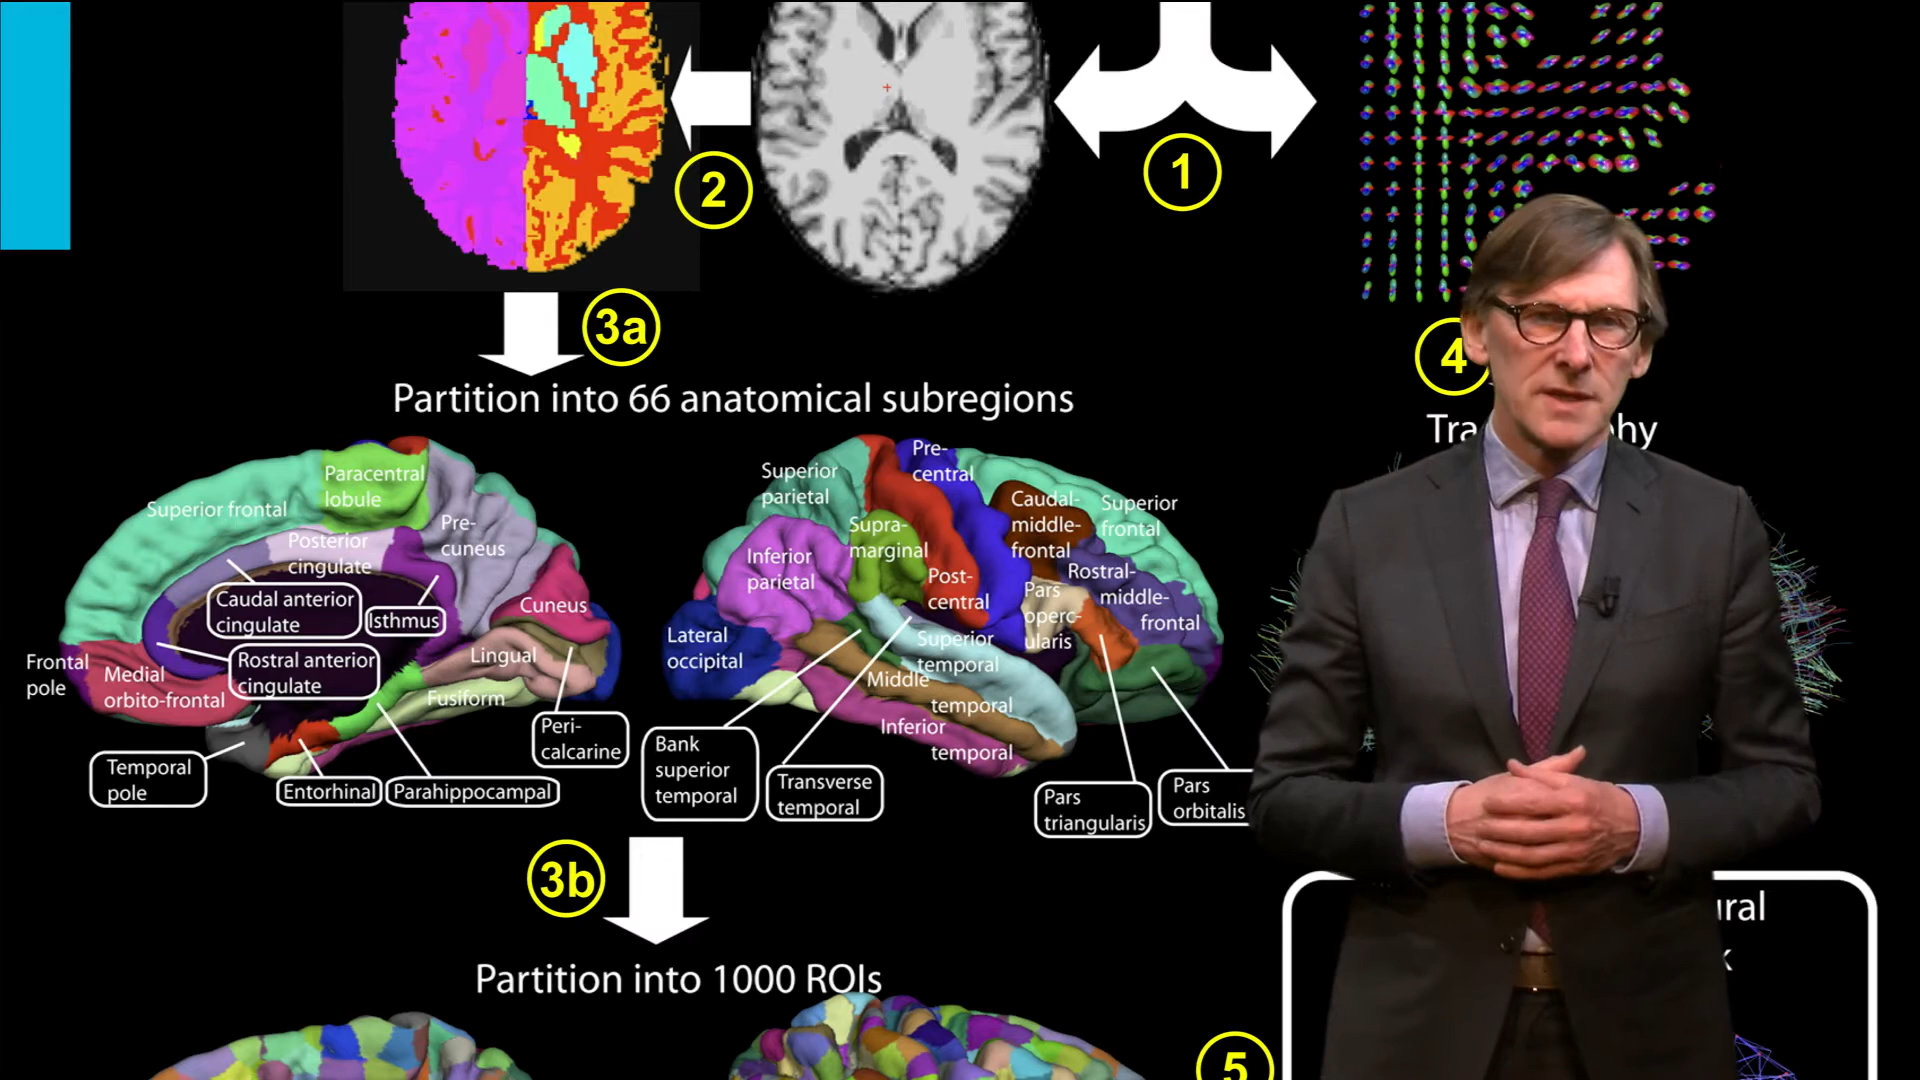 1
2
3a
4
Partition into 66 anatomical subregions
Superior frontal
Paracentral
lobule
Pre-
cuneus
Posterior
cingulate
Caudal anterior
cingulate
Isthmus
Rostral anterior
cingulate
Cuneus
Lingual
Frontal
pole
Medial
orbito-frontal
Fusiform
Peri-
calcarine
Temporal
pole
Entorhinal
Parahippocampal
Superior
parietal
Pre-
central
Caudal-
middle-
frontal
Superior
frontal
Supra-
marginal
Inferior
parietal
Post-
central
Rostral-
middle-
frontal
Pars
operc-
ularis
Lateral
occipital
Superior
temporal
Middle
temporal
Inferior
temporal
Bank
superior
temporal
Transverse
temporal
Pars
triangularis
Pars
orbitalis
3b
Partition into 1000 ROIs
5